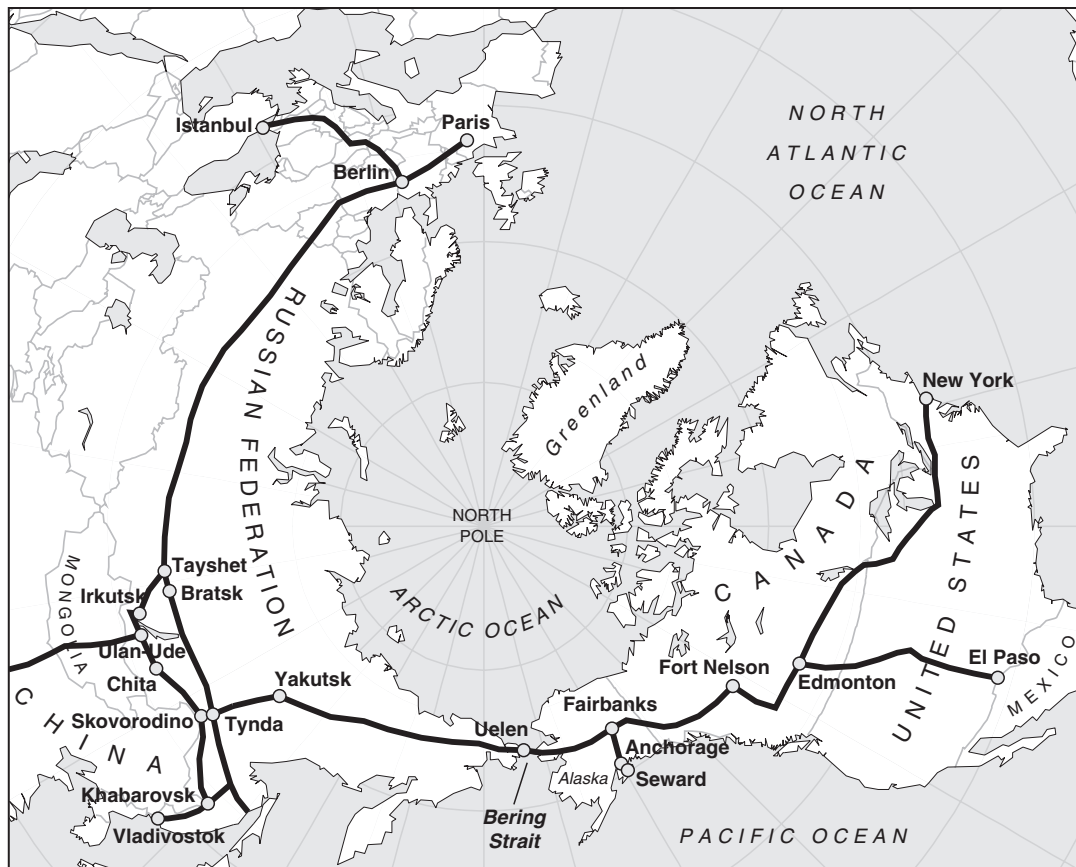 NORTH
ATLANTIC
OCEAN
Istanbul
Paris
Berlin
RUSSIAN FEDERATION
Greenland
New York
CANADA
UNITED STATES
NORTH
POLE
MONGOLIA
Tayshet
Irkutsk
Bratsk
ARCTIC OCEAN
Ulan-Ude
Chita
Yakutsk
Fort Nelson
El Paso
Edmonton
MEXICO
CHINA
Skovorodino
Tynda
Uelen
Fairbanks
Anchorage
Alaska
Seward
Khabarovsk
Vladivostok
Bering
Strait
PACIFIC OCEAN